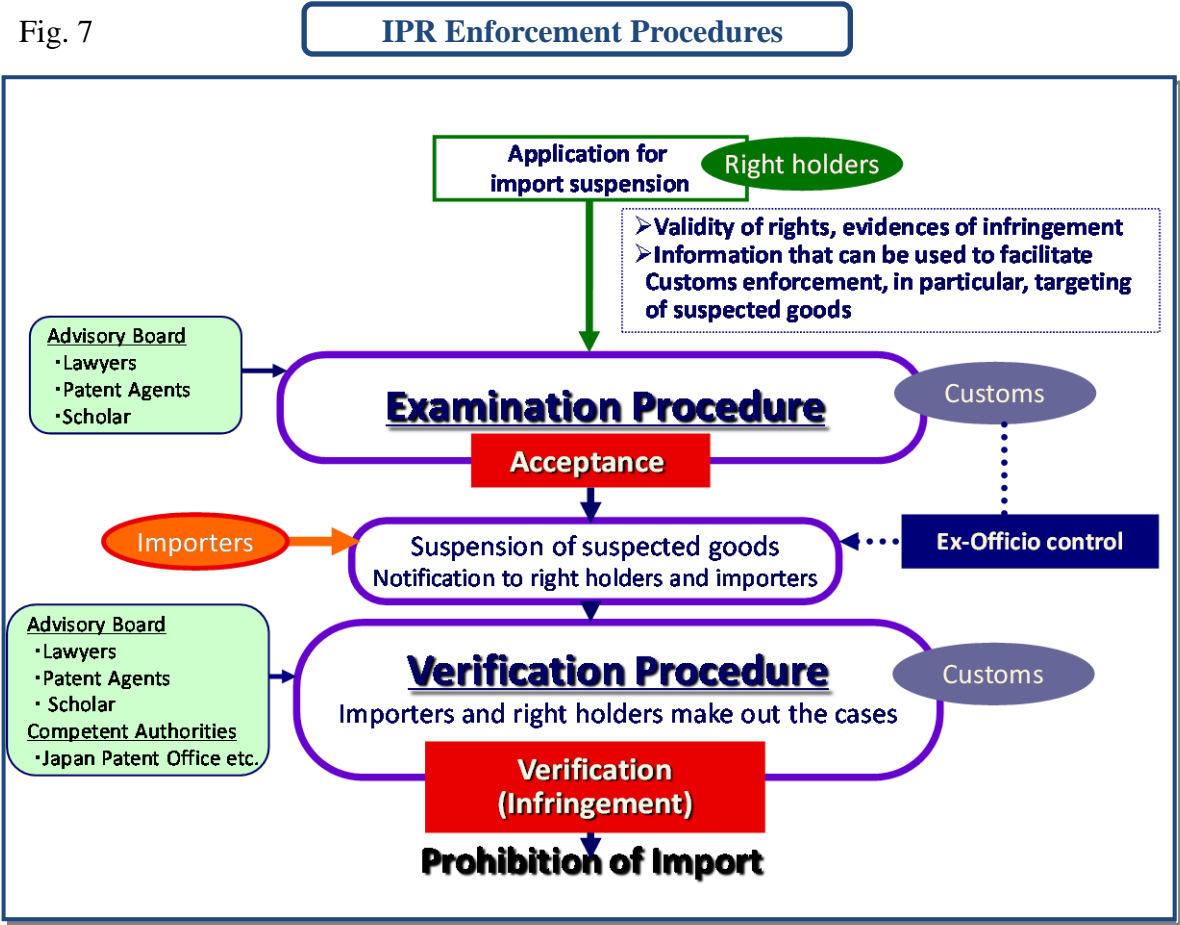 Fig. 7
IPR Enforcement Procedures
Application for
import suspension
Right holders
➢Validity of rights, evidences of infringement
➢Information that can be used to facilitate
Customs enforcement, in particular, targeting
of suspected goods
Advisory Board
・Lawyers
・Patent Agents
・Scholar
Examination Procedure
Customs
Acceptance
Importers
Suspension of suspected goods
Notification to right holders and importers
Ex-Officio control
Advisory Board
・Lawyers
・Patent Agents
・Scholar
Competent Authorities
・Japan Patent Office etc.
Verification Procedure
Importers and right holders make out the cases
Customs
Verification
(Infringement)
Prohibition of Import